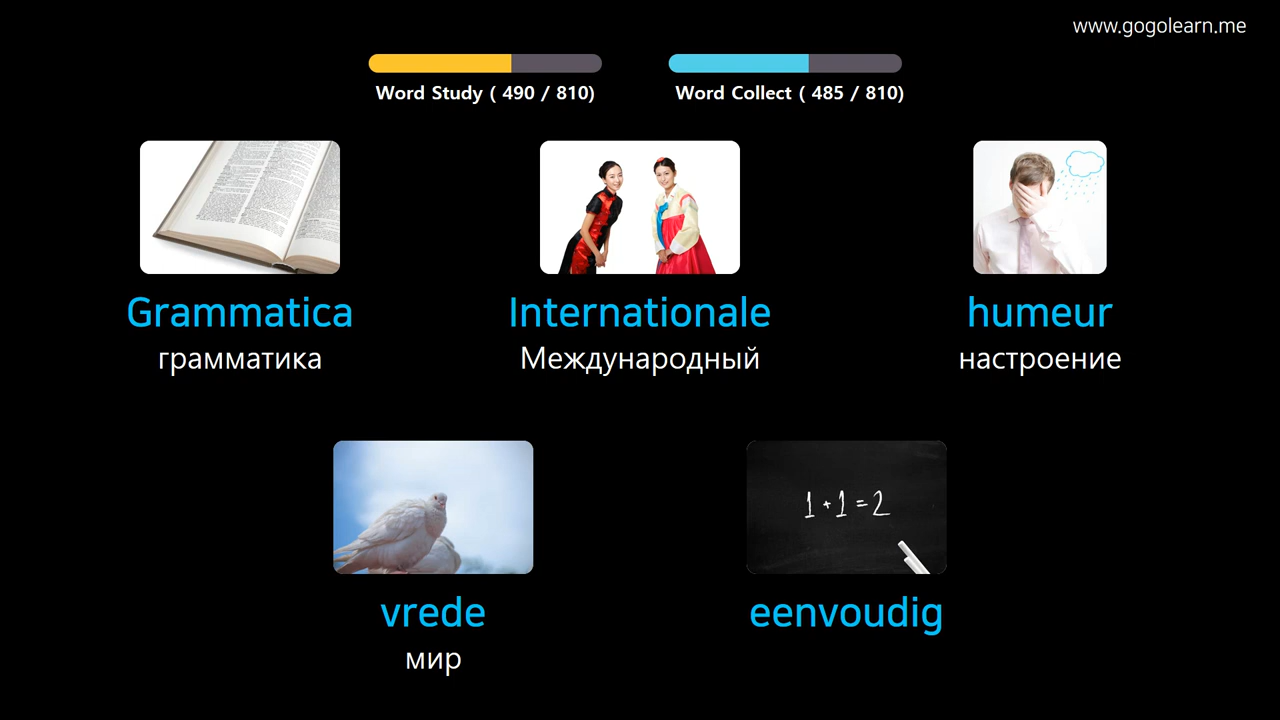 www.gogolearn.me
Word Study ( 490 / 810)
Word Collect ( 485 / 810)
Grammatica
грамматика
Internationale
Международный
humeur
настроение
1+1=2
vrede
мир
eenvoudig